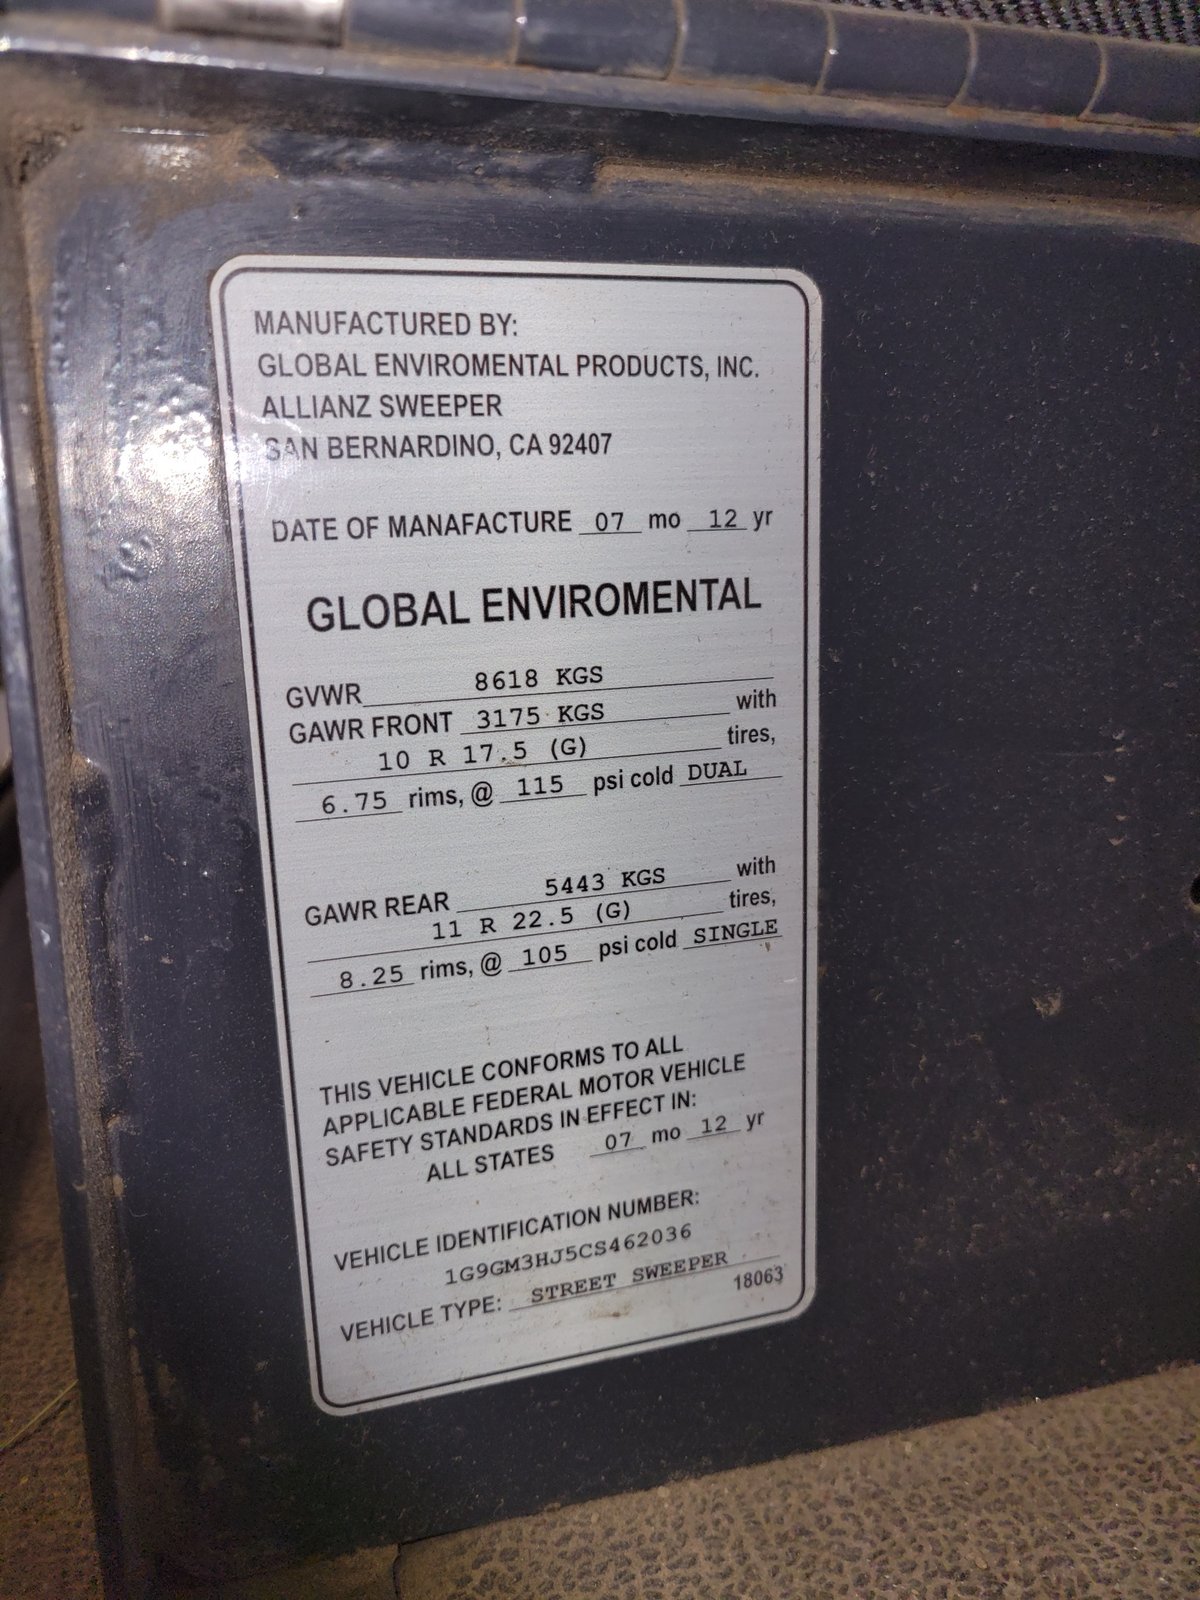 MANUFACTURED BY:
GLOBAL ENVIROMENTAL PRODUCTS, INC.
ALLIANZ SWEEPER
SAN BERNARDINO, CA 92407
DATE OF MANAFACTURE 07 mo 12 yr
GLOBAL ENVIROMENTAL
GVWR 8618 KGS
GAWR FRONT 3175 KGS with
10 R 17.5 (G) tires,
6.75 rims, @ 115 psi cold DUAL
GAWR REAR 5443 KGS with
11 R 22.5 (G) tires,
8.25 rims, @ 105 psi cold SINGLE
THIS VEHICLE CONFORMS TO ALL
APPLICABLE FEDERAL MOTOR VEHICLE
SAFETY STANDARDS IN EFFECT IN:
ALL STATES 07 mo 12 yr
VEHICLE IDENTIFICATION NUMBER:
1G9GM3HJ5CS462036
VEHICLE TYPE: STREET SWEEPER
18063